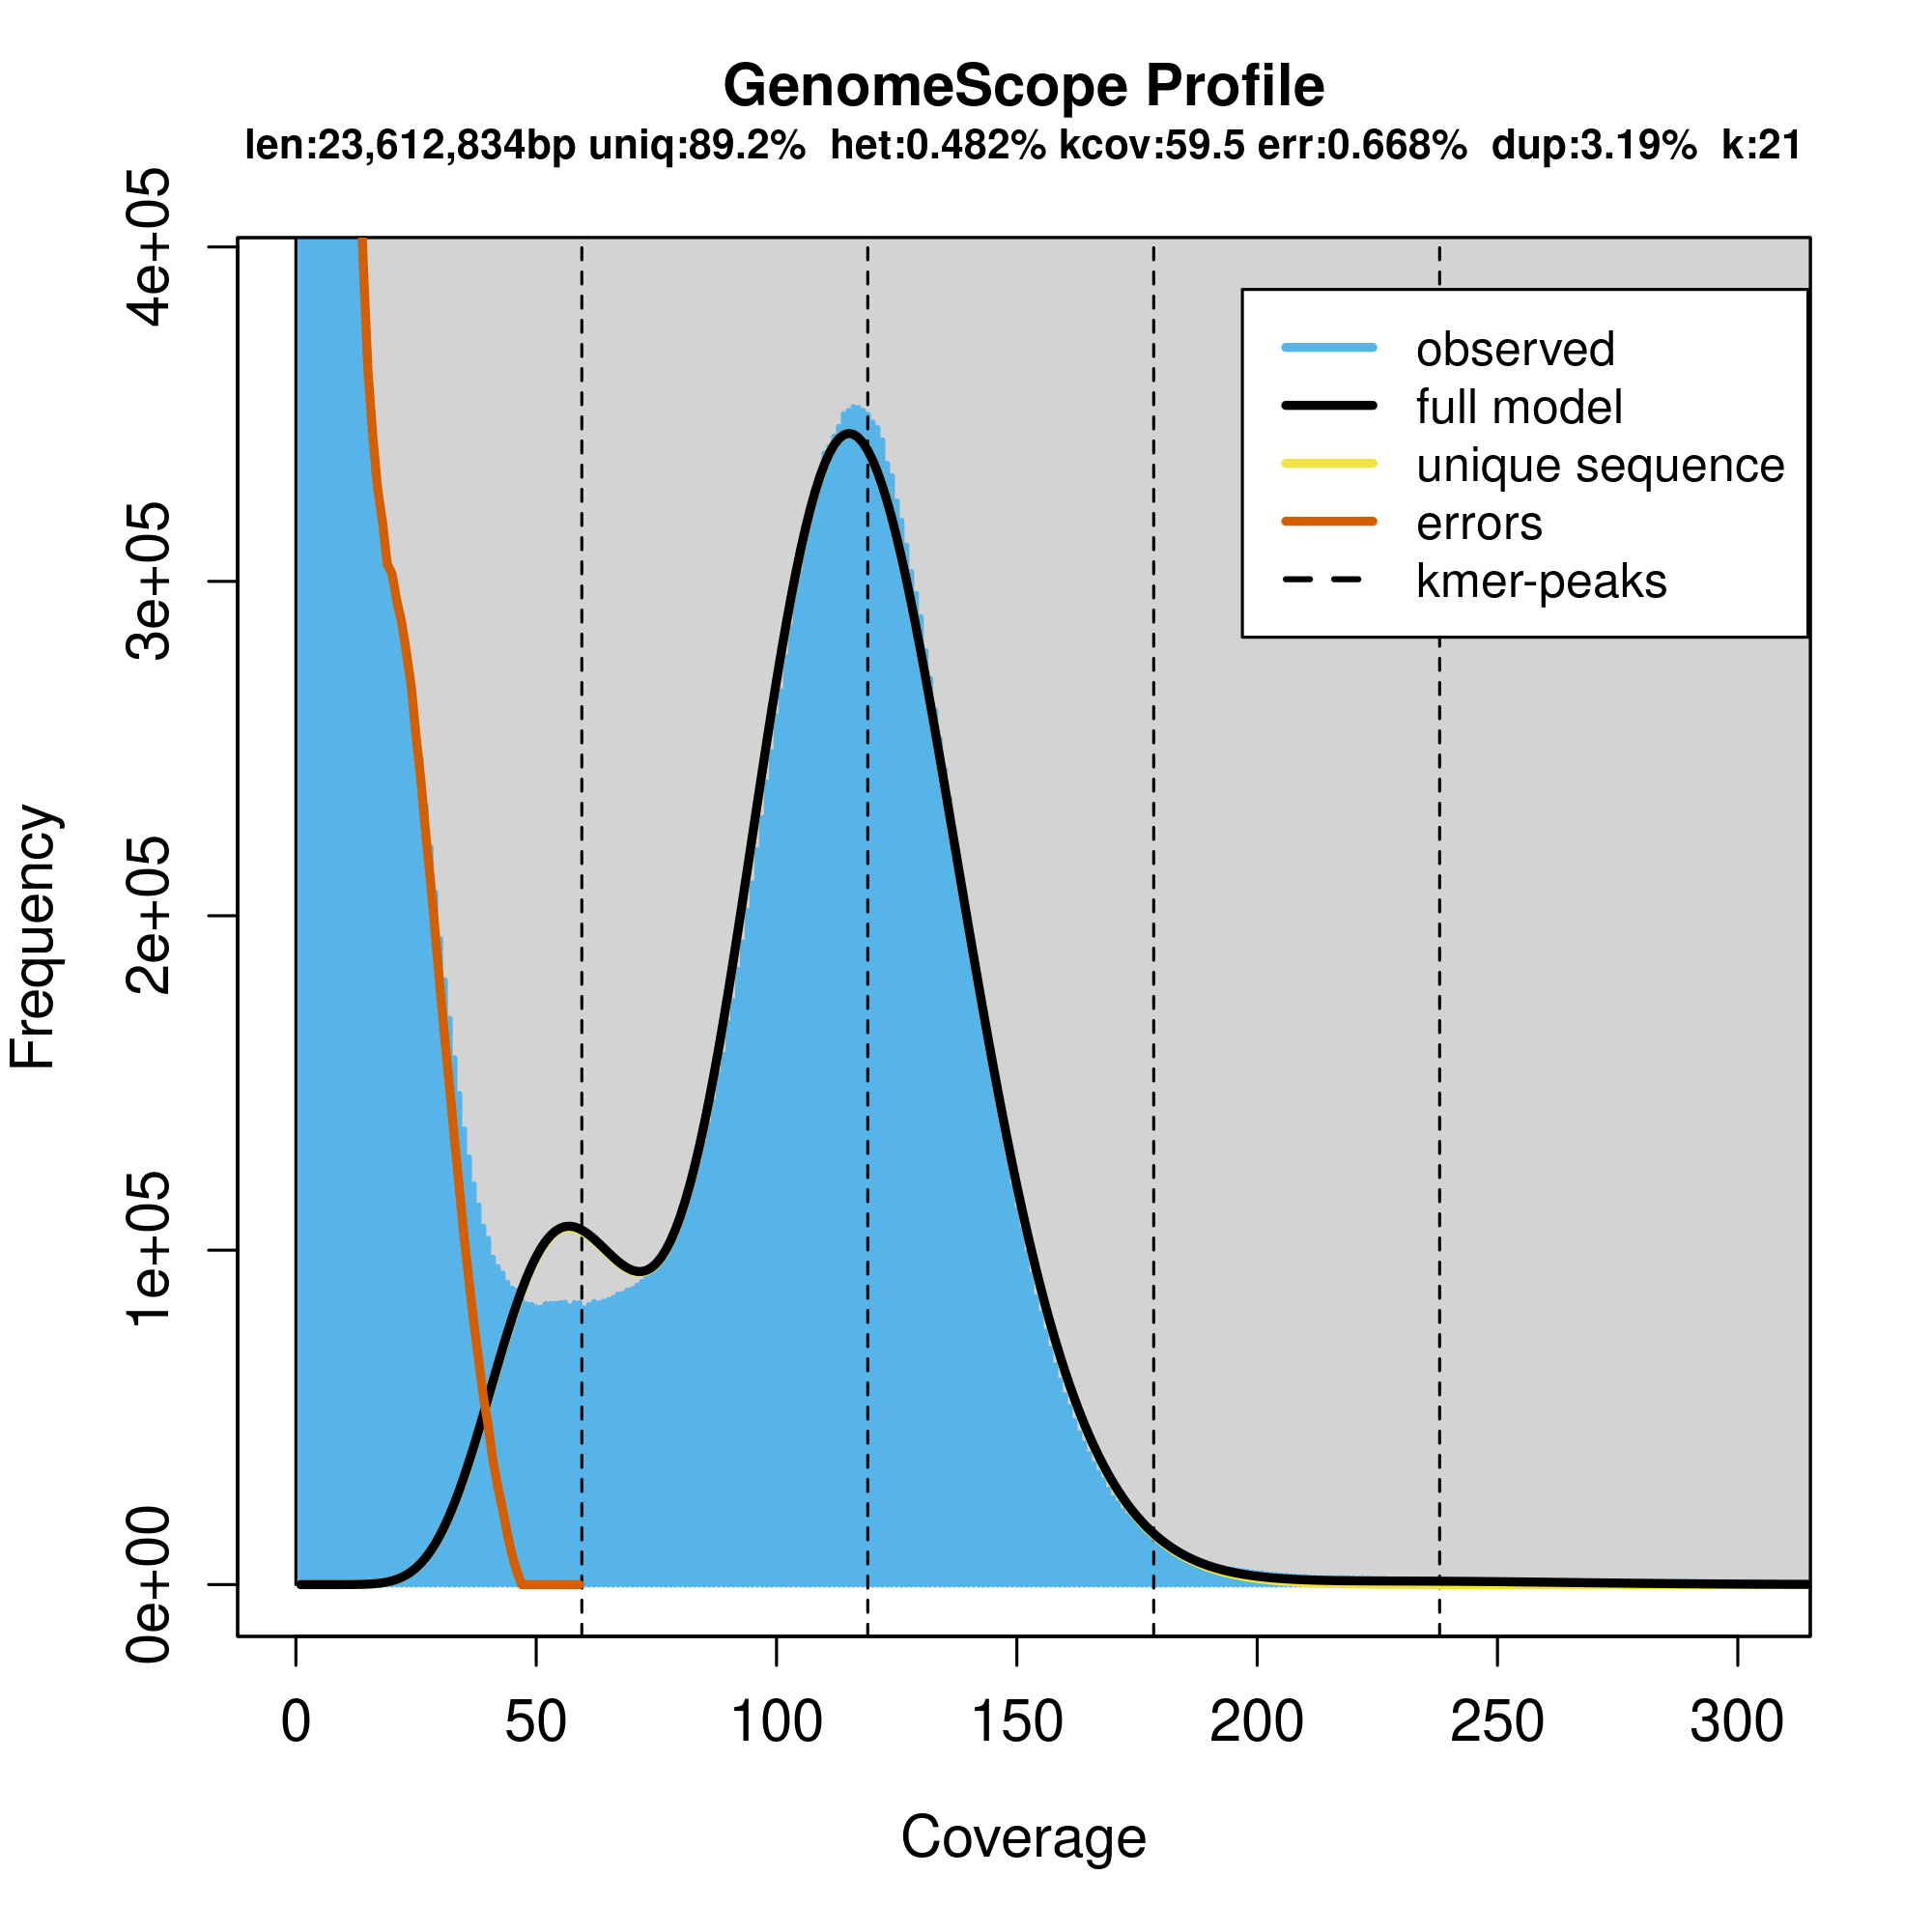 GenomeScope Profile
len:23,612,834bp uniq:89.2% het:0.482% kcov:59.5 err:0.668% dup:3.19% k:21
4e+05
3e+05
2e+05
1e+05
0e+00
Frequency
observed
full model
unique sequence
errors
kmer-peaks
0 50 100 150 200 250 300
Coverage